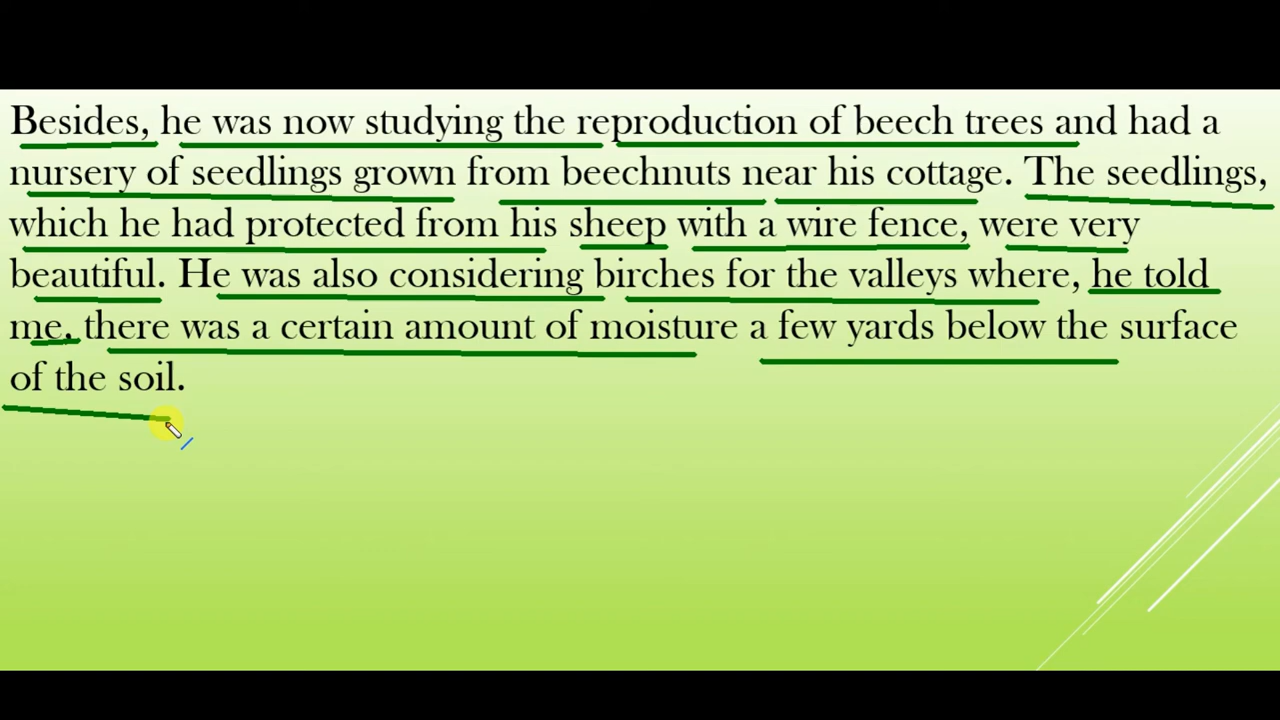 Besides, he was now studying the reproduction of beech trees and had a
nursery of seedlings grown from beechnuts near his cottage. The seedlings,
which he had protected from his sheep with a wire fence, were very
beautiful. He was also considering birches for the valleys where, he told
me, there was a certain amount of moisture a few yards below the surface
of the soil.